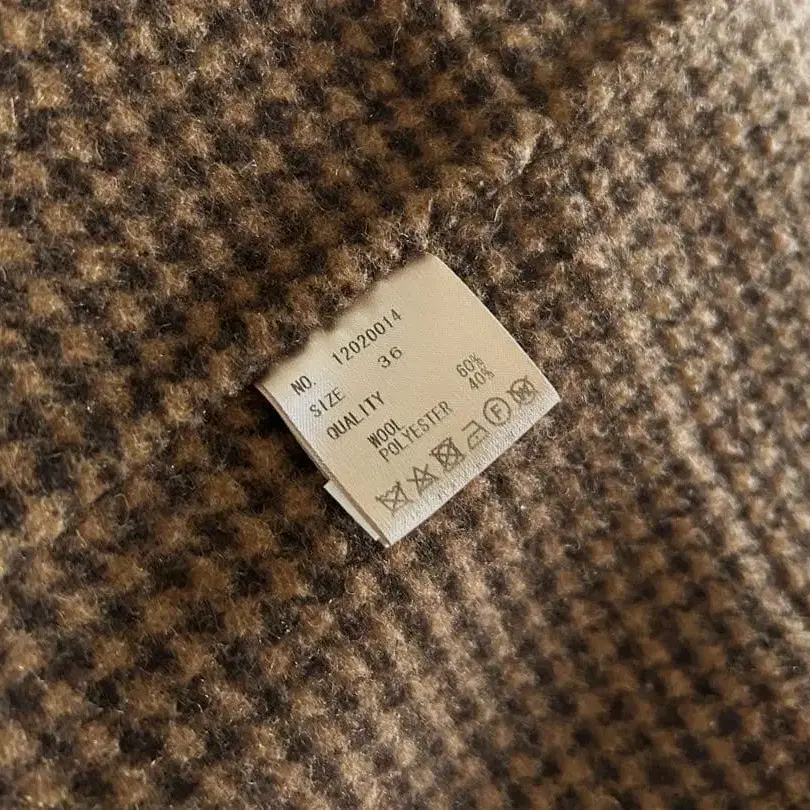 NO. 12020014
SIZE 36
QUALITY
WOOL 60%
POLYESTER 40%
F